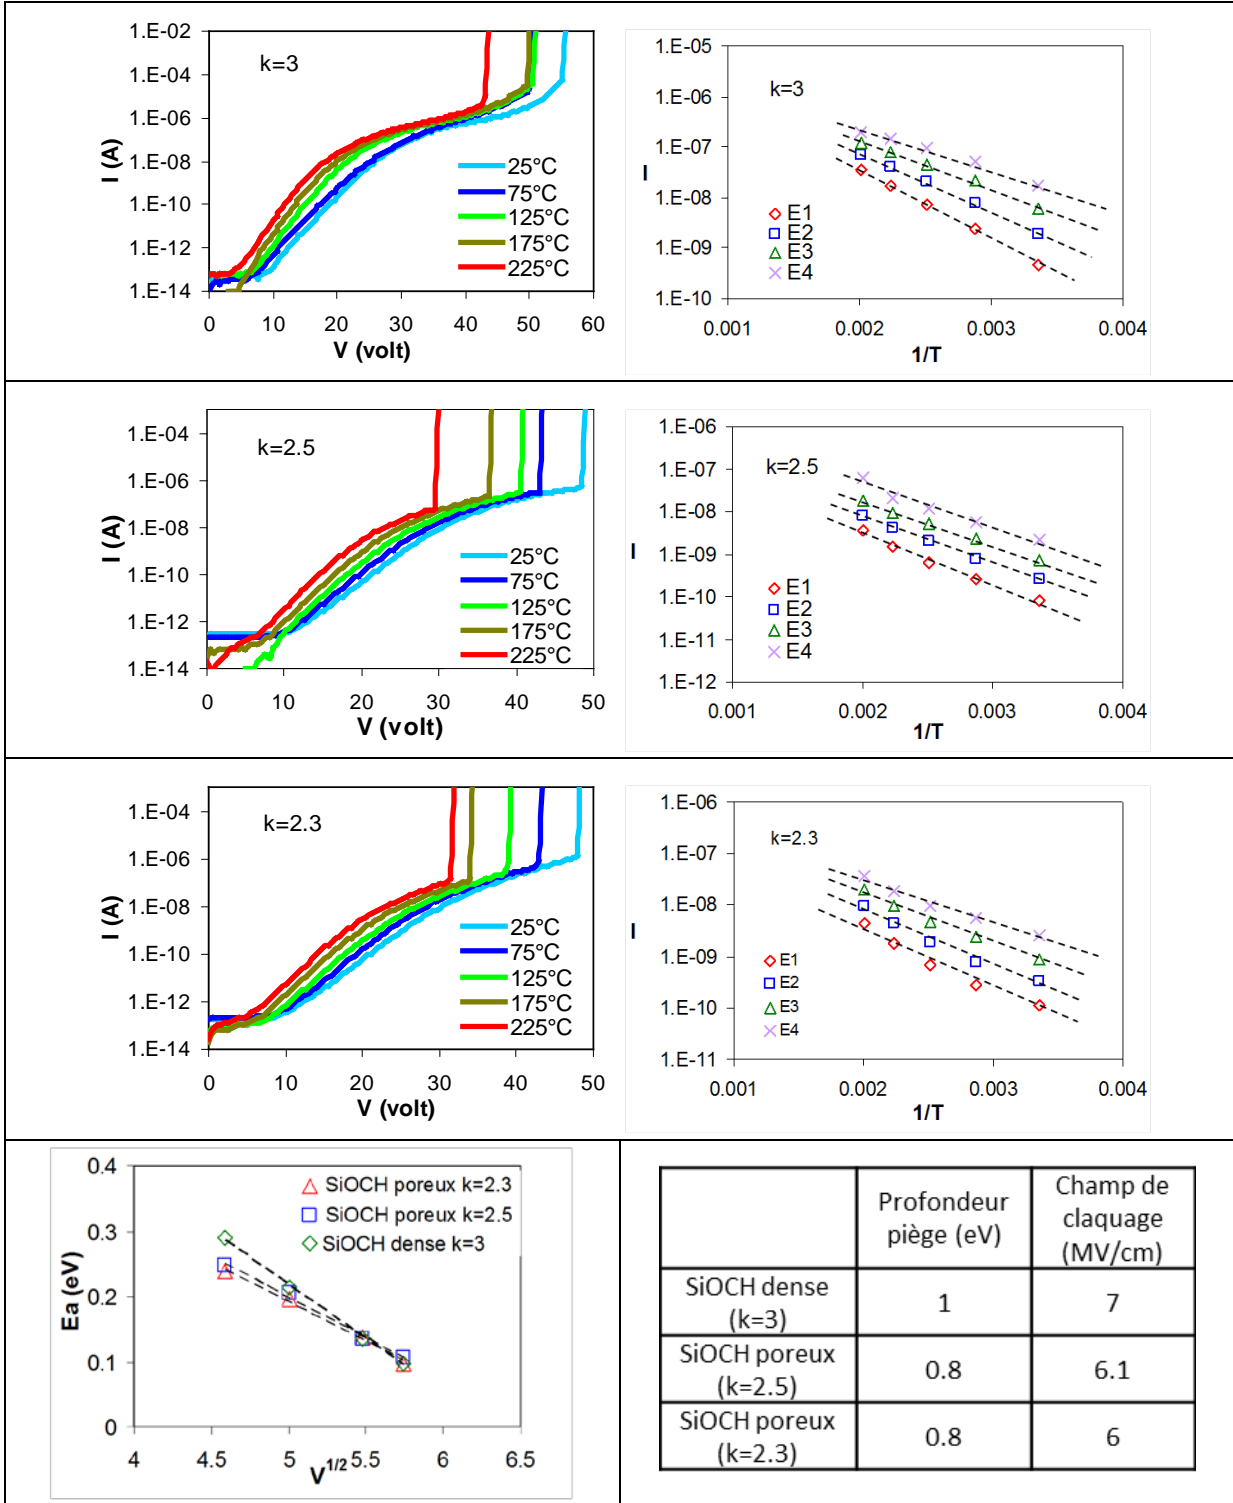 1.E-02
1.E-04
1.E-06
1.E-08
1.E-10
1.E-12
1.E-14
I (A)
k=3
25°C
75°C
125°C
175°C
225°C
0 10 20 30 40 50 60
V (volt)
1.E-05
1.E-06
1.E-07
1.E-08
1.E-09
1.E-10
I
k=3
E1
E2
E3
E4
0.001 0.002 0.003 0.004
1/T
1.E-04
1.E-06
1.E-08
1.E-10
1.E-12
1.E-14
I (A)
k=2.5
25°C
75°C
125°C
175°C
225°C
0 10 20 30 40 50
V (volt)
1.E-06
1.E-07
1.E-08
1.E-09
1.E-10
1.E-11
1.E-12
I
k=2.5
E1
E2
E3
E4
0.001 0.002 0.003 0.004
1/T
1.E-04
1.E-06
1.E-08
1.E-10
1.E-12
1.E-14
I (A)
k=2.3
25°C
75°C
125°C
175°C
225°C
0 10 20 30 40 50
V (volt)
1.E-06
1.E-07
1.E-08
1.E-09
1.E-10
1.E-11
I
k=2.3
E1
E2
E3
E4
0.001 0.002 0.003 0.004
1/T
0.4
0.3
0.2
0.1
0
Ea (eV)
SiOCH poreux k=2.3
SiOCH poreux k=2.5
SiOCH dense k=3
4 4.5 5 5.5 6 6.5
V1/2
Profondeur
piège (eV)
Champ de
claquage
(MV/cm)
SiOCH dense
(k=3)
1
7
SiOCH poreux
(k=2.5)
0.8
6.1
SiOCH poreux
(k=2.3)
0.8
6